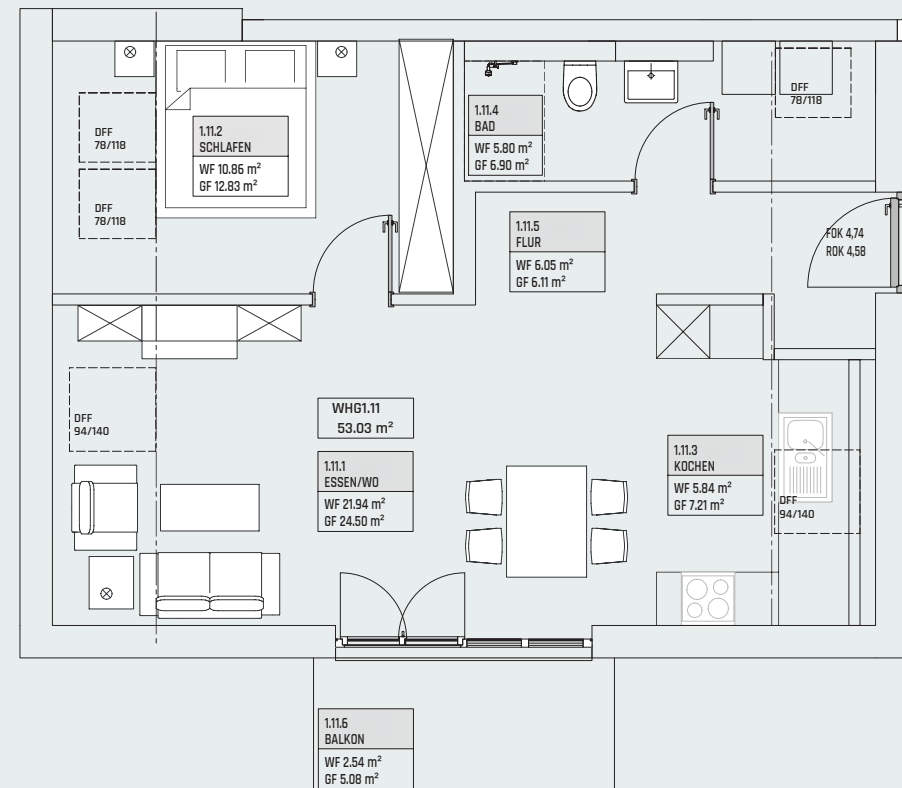 DFF
78/118
1.11.2
SCHLAFEN
WF 10.86 m²
GF 12.83 m²
DFF
78/118
1.11.4
BAD
WF 5.80 m²
GF 6.90 m²
DFF
78/118
1.11.5
FLUR
WF 6.05 m²
GF 6.11 m²
FOK 4,74
ROK 4,58
DFF
94/140
WHG1.11
53.03 m²
1.11.1
ESSEN/WO
WF 21.94 m²
GF 24.50 m²
1.11.3
KOCHEN
WF 5.84 m²
GF 7.21 m²
DFF
94/140
1.11.6
BALKON
WF 2.54 m²
GF 5.08 m²